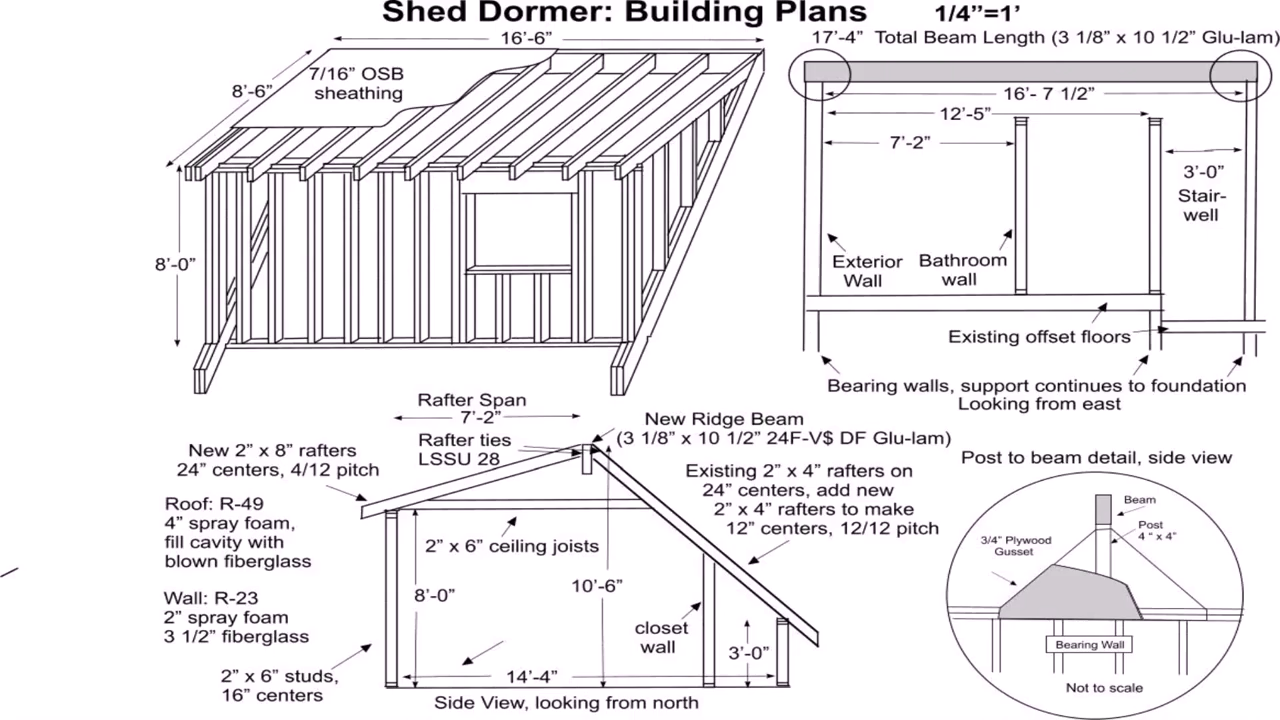 Shed Dormer: Building Plans
1/4”=1’
16’-6”
7/16” OSB
sheathing
8’-6”
8’-0”
17’-4” Total Beam Length (3 1/8” x 10 1/2” Glu-lam)
16’- 7 1/2”
12’-5”
7’-2”
3’-0”
Stair-
well
Exterior
Wall
Bathroom
wall
Existing offset floors
Bearing walls, support continues to foundation
Looking from east
Rafter Span
7’-2”
Rafter ties
LSSU 28
New Ridge Beam
(3 1/8” x 10 1/2” 24F-V$ DF Glu-lam)
New 2” x 8” rafters
24” centers, 4/12 pitch
Roof: R-49
4” spray foam,
fill cavity with
blown fiberglass
Wall: R-23
2” spray foam
3 1/2” fiberglass
2” x 6” studs,
16” centers
Existing 2” x 4” rafters on
24” centers, add new
2” x 4” rafters to make
12” centers, 12/12 pitch
2” x 6” ceiling joists
8’-0”
10’-6”
closet
wall
3’-0”
14’-4”
Side View, looking from north
Post to beam detail, side view
Beam
Post
4 “ x 4”
3/4” Plywood
Gusset
Bearing Wall
Not to scale